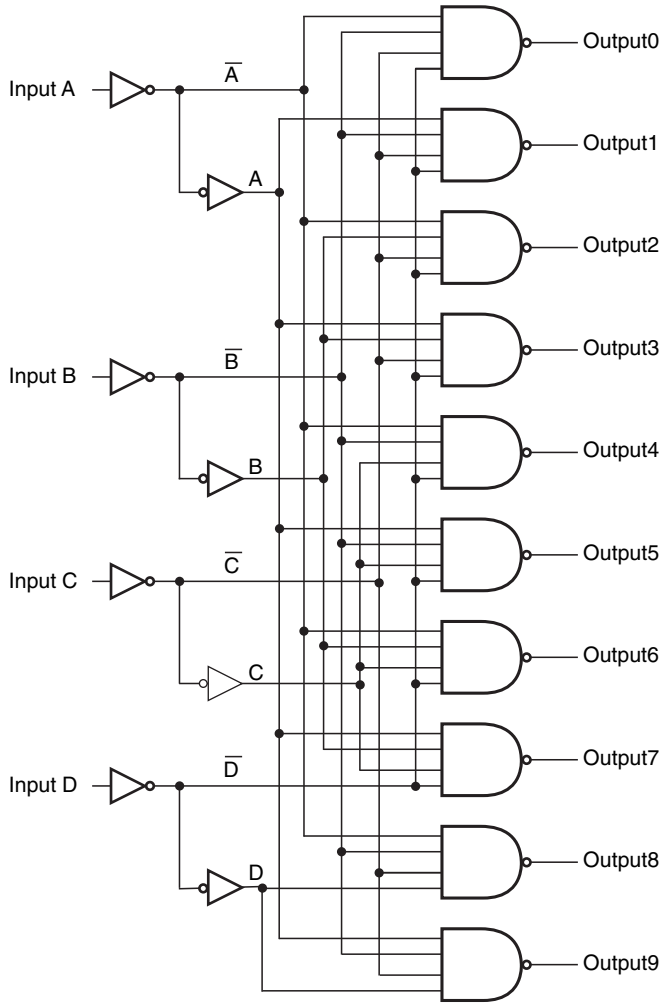 Output0
Input A
A̅
Output1
A
Output2
Output3
Input B
B̅
Output4
B
Output5
Input C
C̅
Output6
C
Output7
Input D
D̅
Output8
D
Output9